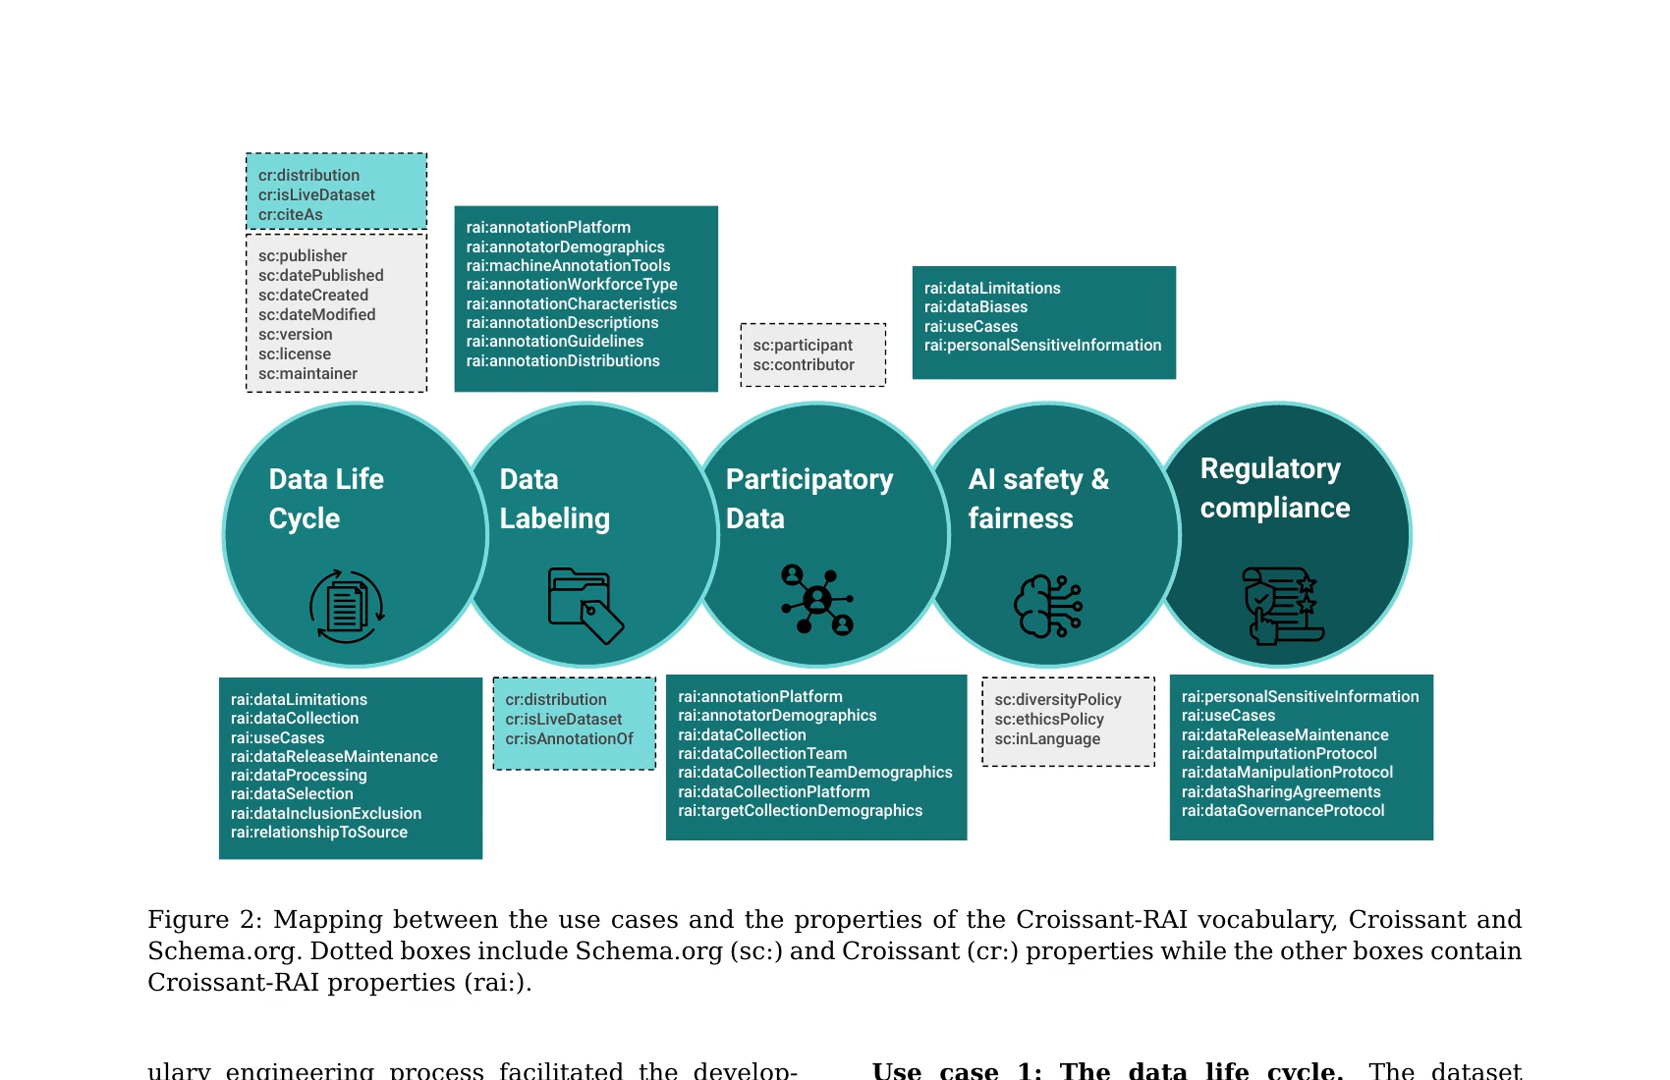 cr:distribution
cr:isLiveDataset
cr:citeAs
sc:publisher
sc:datePublished
sc:dateCreated
sc:dateModified
sc:version
sc:license
sc:maintainer
rai:annotationPlatform
rai:annotatorDemographics
rai:machineAnnotationTools
rai:annotationWorkforceType
rai:annotationCharacteristics
rai:annotationDescriptions
rai:annotationGuidelines
rai:annotationDistributions
sc:participant
sc:contributor
rai:dataLimitations
rai:dataBiases
rai:useCases
rai:personalSensitiveInformation
Data Life
Cycle
Data
Labeling
Participatory
Data
AI safety &
fairness
Regulatory
compliance
rai:dataLimitations
rai:dataCollection
rai:useCases
rai:dataReleaseMaintenance
rai:dataProcessing
rai:dataSelection
rai:dataInclusionExclusion
rai:relationshipToSource
cr:distribution
cr:isLiveDataset
cr:isAnnotationOf
rai:annotationPlatform
rai:annotatorDemographics
rai:dataCollection
rai:dataCollectionTeam
rai:dataCollectionTeamDemographics
rai:dataCollectionPlatform
rai:targetCollectionDemographics
sc:diversityPolicy
sc:ethicsPolicy
sc:inLanguage
rai:personalSensitiveInformation
rai:useCases
rai:dataReleaseMaintenance
rai:dataImputationProtocol
rai:dataManipulationProtocol
rai:dataSharingAgreements
rai:dataGovernanceProtocol
Figure 2: Mapping between the use cases and the properties of the Croissant-RAI vocabulary, Croissant and
Schema.org. Dotted boxes include Schema.org (sc:) and Croissant (cr:) properties while the other boxes contain
Croissant-RAI properties (rai:).
ulary engineering process facilitated the develop-
Use case 1: The data life cycle. The dataset